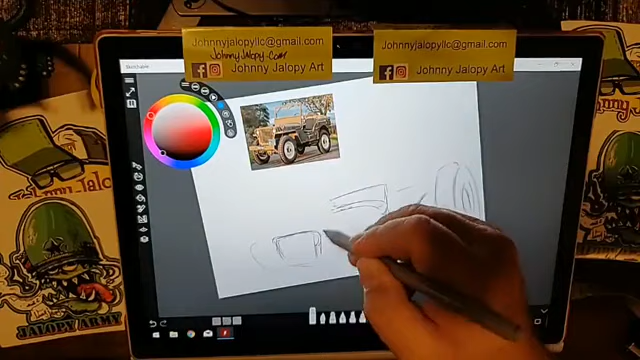 Johnnyjalopyllc@gmail.com
JohnnyJalopy.com
Johnny Jalopy Art
Johnnyjalopyllc@gmail.com
Johnny Jalopy Art
Sketchable
JALOPY ARMY